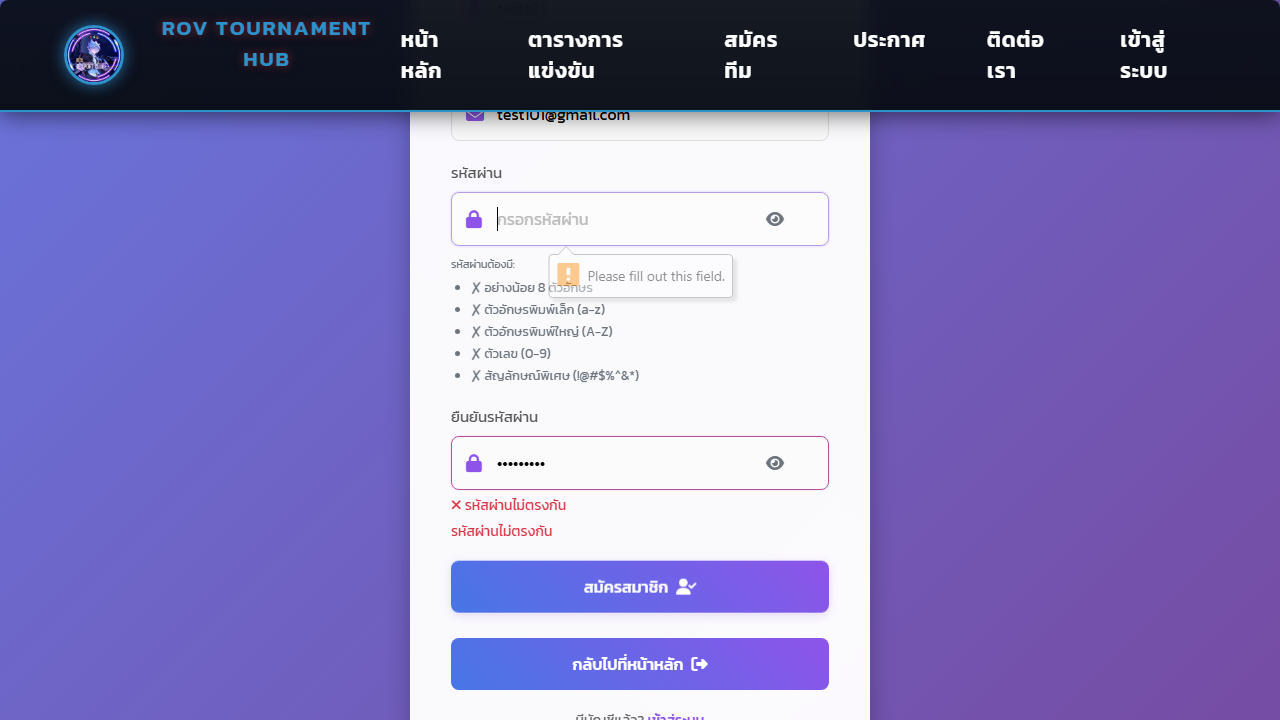 ROV TOURNAMENT
HUB
หน้า
หลัก
ตารางการ
แข่งขัน
สมัคร
ทีม
ประกาศ
ติดต่อ
เรา
เข้าสู่
ระบบ
test101@gmail.com
รหัสผ่าน
กรอกรหัสผ่าน
รหัสผ่านต้องมี:
Please fill out this field.
✗ อย่างน้อย 8 ตัวอักษร
✗ ตัวอักษรพิมพ์เล็ก (a-z)
✗ ตัวอักษรพิมพ์ใหญ่ (A-Z)
✗ ตัวเลข (0-9)
✗ สัญลักษณ์พิเศษ (!@#$%^&*)
ยืนยันรหัสผ่าน
•••••••••
✕ รหัสผ่านไม่ตรงกัน
รหัสผ่านไม่ตรงกัน
สมัครสมาชิก
กลับไปที่หน้าหลัก
มีบัญชีแล้ว? เข้าสู่ระบบ